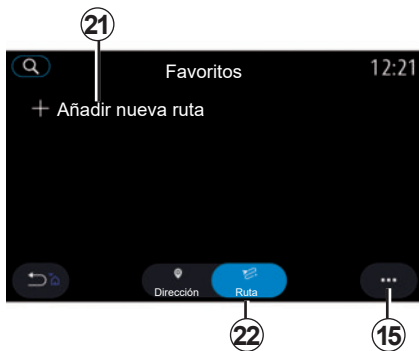 21
Favoritos
12:21
Añadir nueva ruta
Dirección
Ruta
22
15